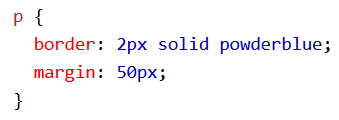 p {
  border: 2px solid powderblue;
  margin: 50px;
}